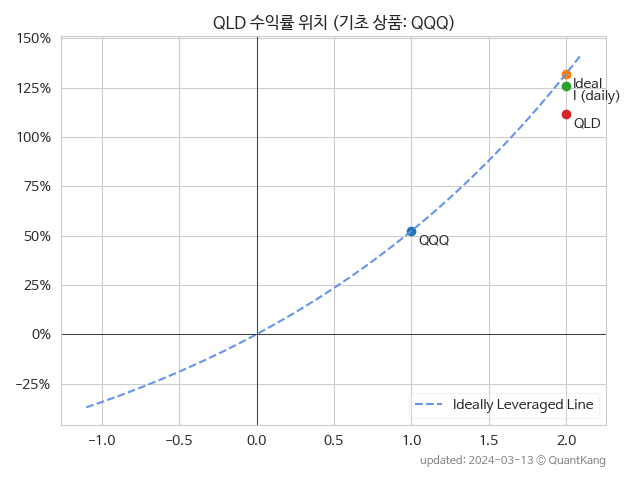 QLD 수익률 위치 (기초 상품: QQQ)
150%
125%
100%
75%
50%
25%
0%
−25%
Ideal
I (daily)
QLD
QQQ
Ideally Leveraged Line
−1.0 −0.5 0.0 0.5 1.0 1.5 2.0
updated: 2024-03-13 © QuantKang